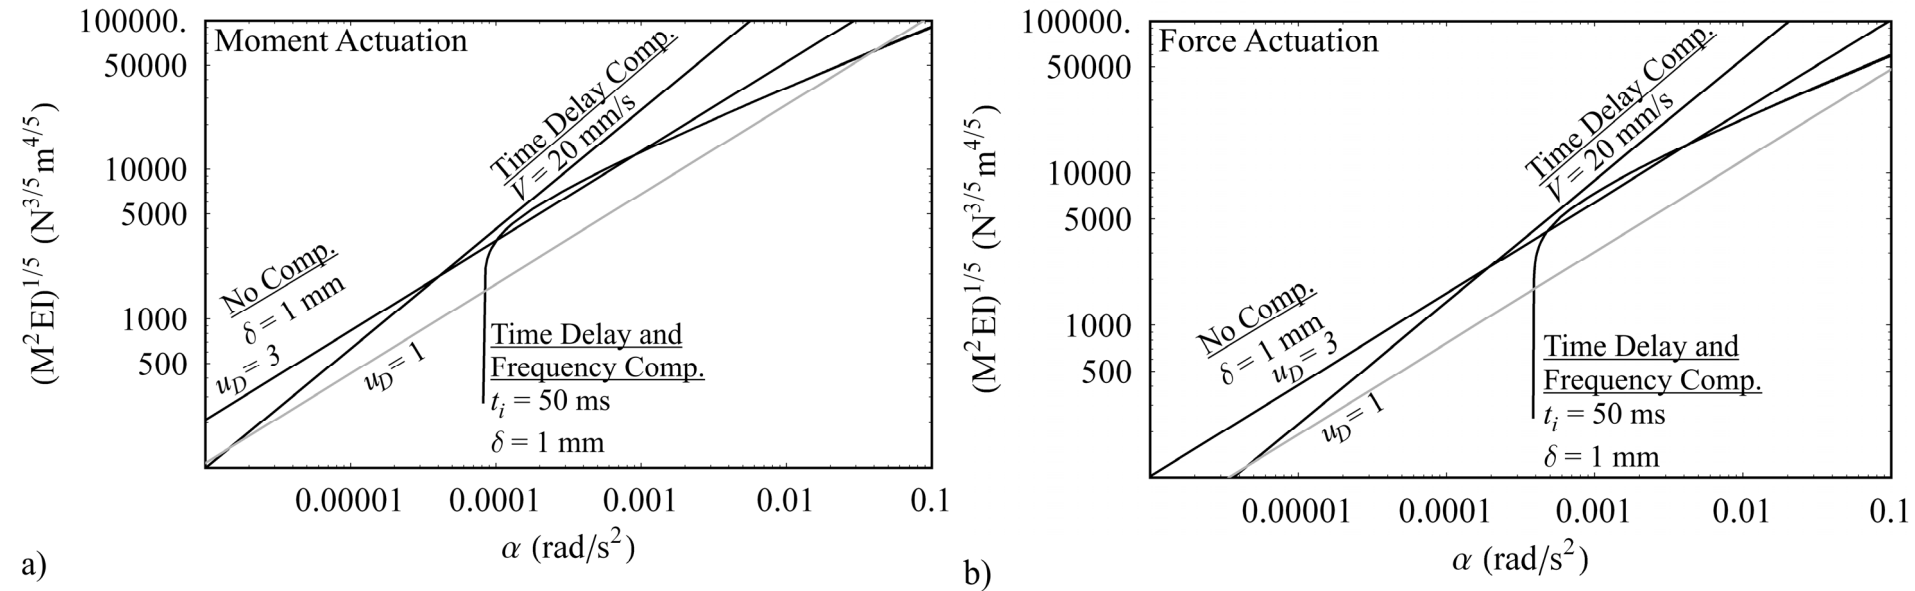 Moment Actuation
100000.
50000
10000
5000
1000
500
(M²EI)^1/5 (N^3/5 m^4/5)
Time Delay Comp.
V = 20 mm/s
No Comp.
δ = 1 mm
u_D = 3
u_D = 1
Time Delay and
Frequency Comp.
t_i = 50 ms
δ = 1 mm
0.00001 0.0001 0.001 0.01 0.1
α (rad/s²)
a)
Force Actuation
100000.
50000
10000
5000
1000
500
(M²EI)^1/5 (N^3/5 m^4/5)
Time Delay Comp.
V = 20 mm/s
No Comp.
δ = 1 mm
u_D = 3
u_D = 1
Time Delay and
Frequency Comp.
t_i = 50 ms
δ = 1 mm
0.00001 0.0001 0.001 0.01 0.1
α (rad/s²)
b)